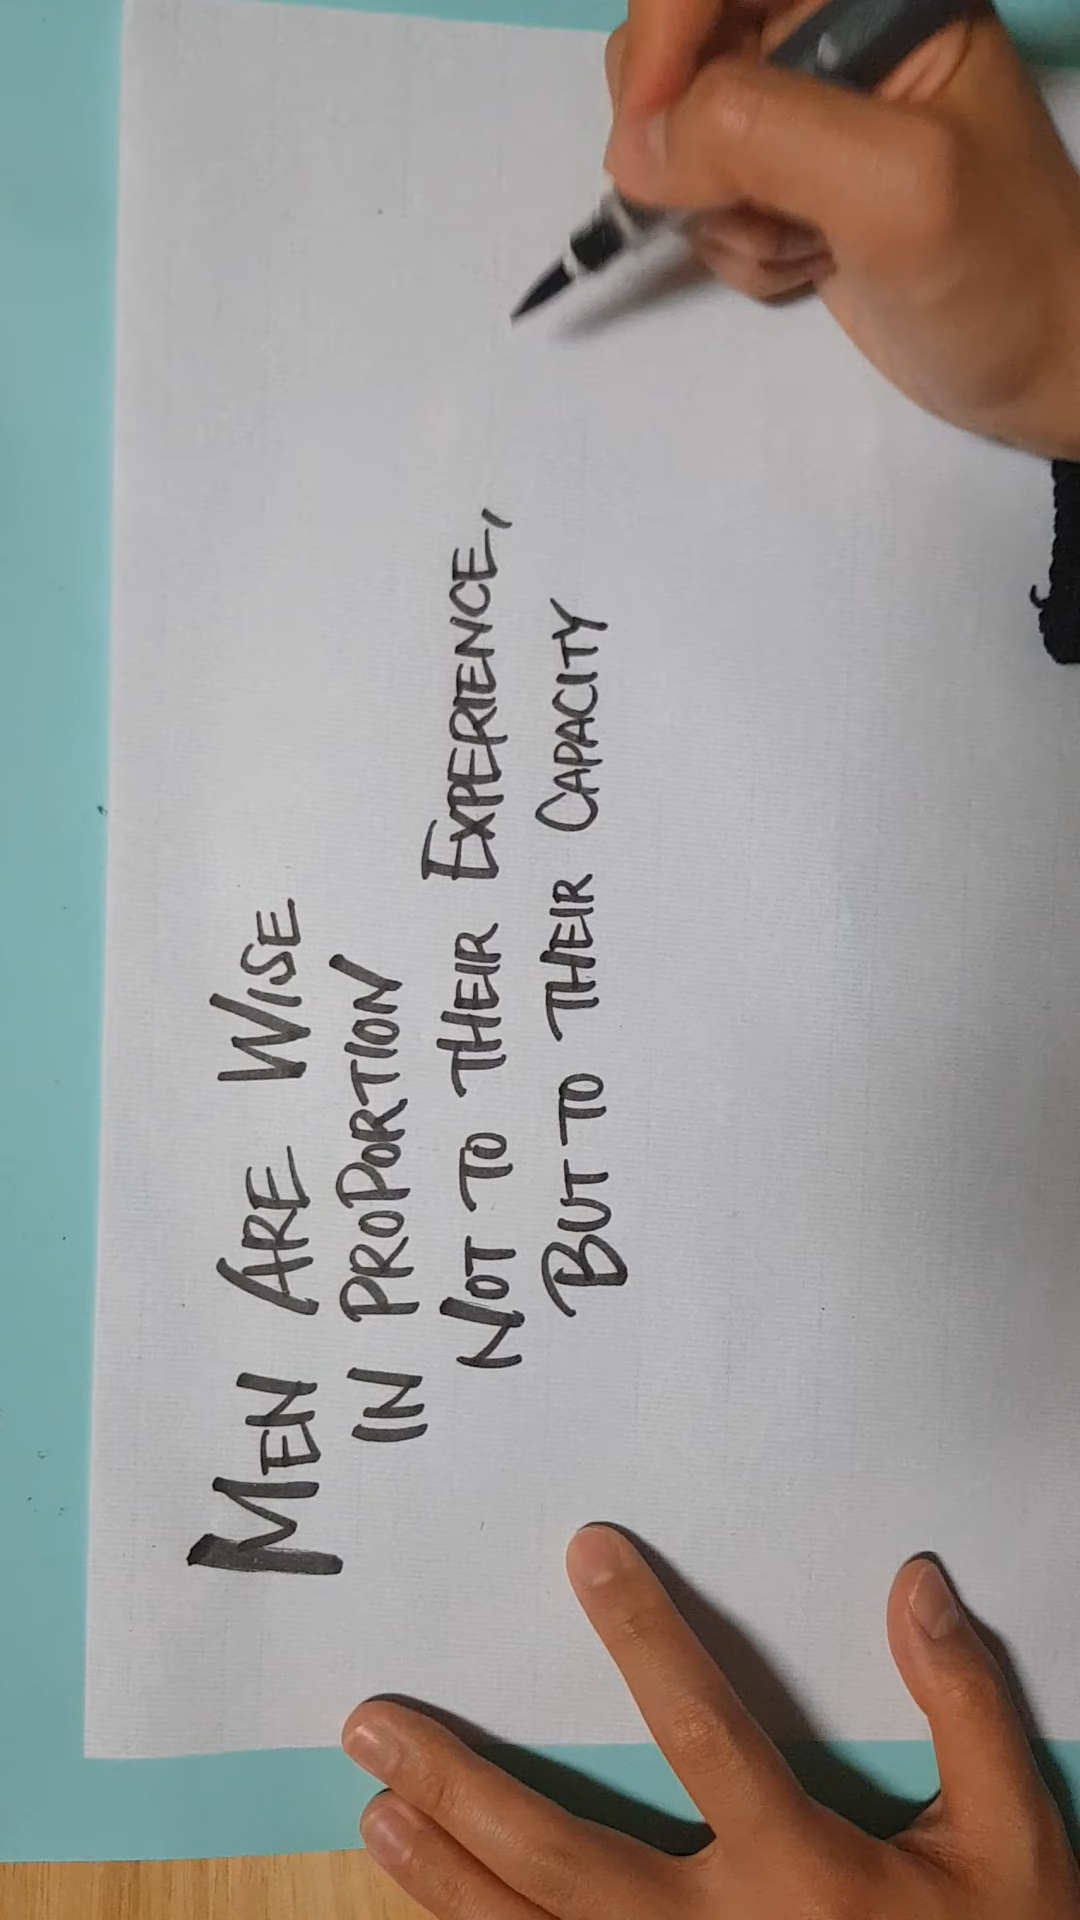 MEN ARE WISE
IN PROPORTION
NOT TO THEIR EXPERIENCE,
BUT TO THEIR CAPACITY